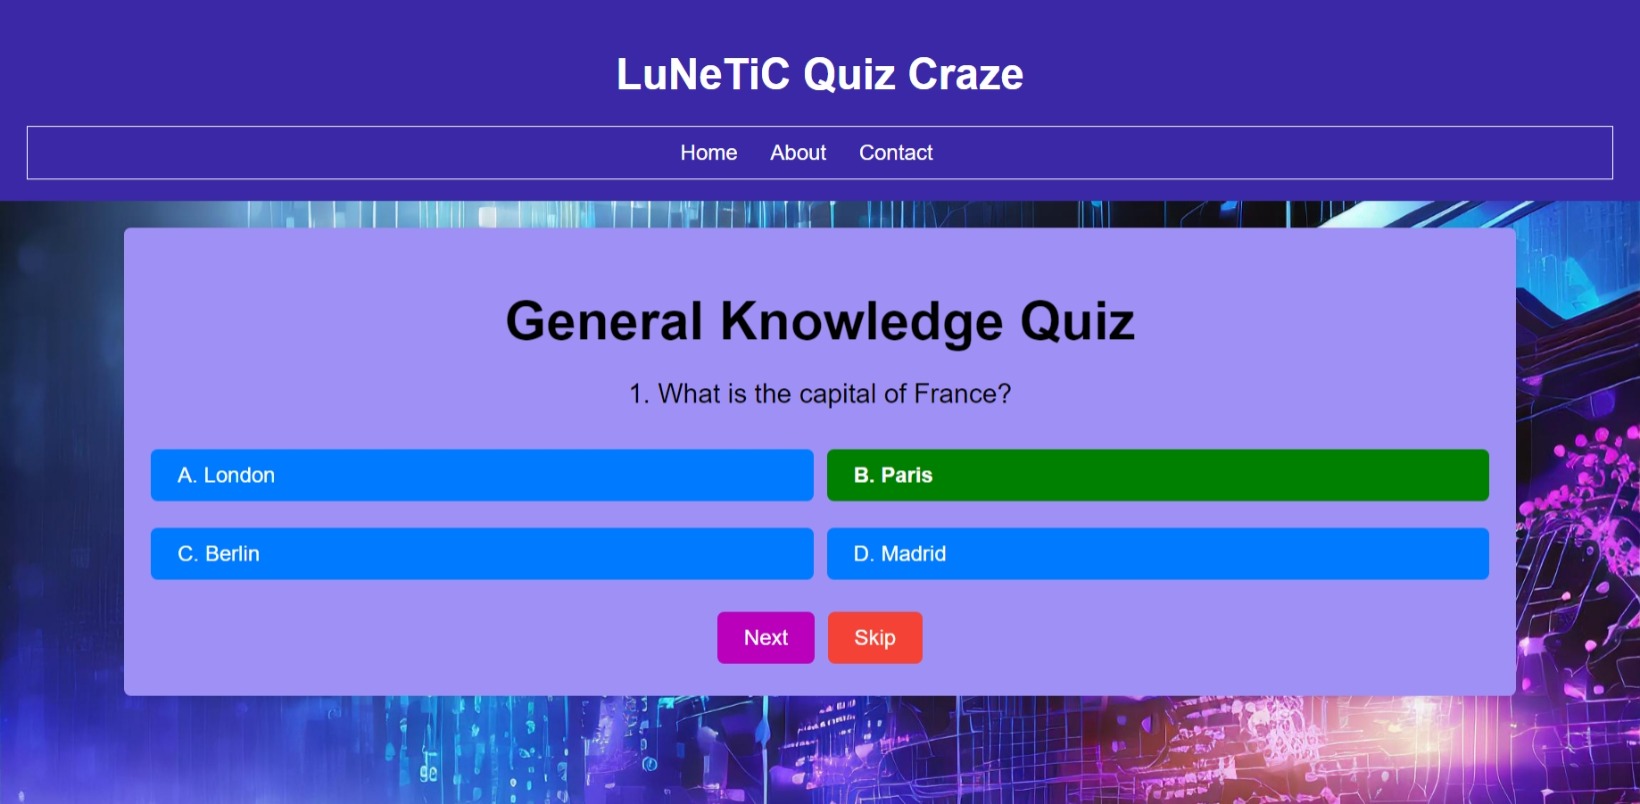 LuNeTiC Quiz Craze
Home About Contact
General Knowledge Quiz
1. What is the capital of France?
A. London
B. Paris
C. Berlin
D. Madrid
Next Skip